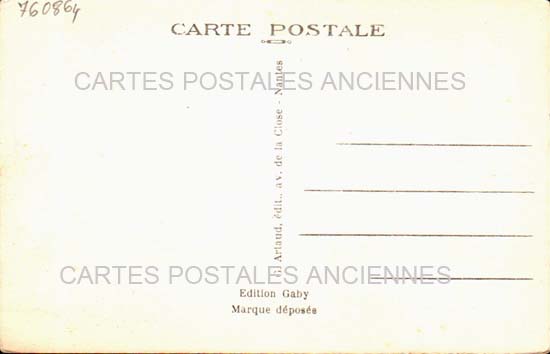 760864
CARTE POSTALE
CARTES POSTALES ANCIENNES
G. Artaud, édit., av. de la Close - Nantes
CARTES POSTALES ANCIENNES
Edition Gaby
Marque déposée